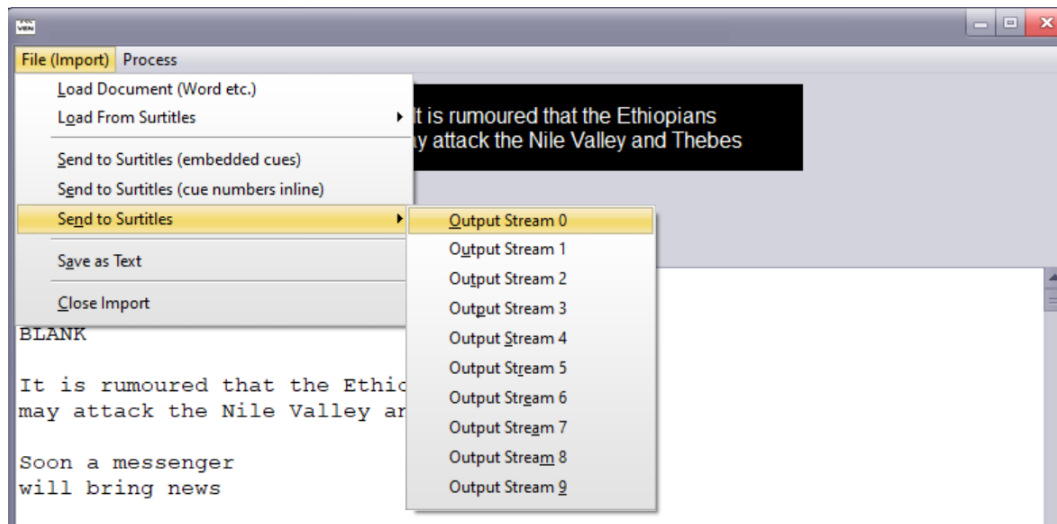 VEN
File (Import) Process
Load Document (Word etc.)
Load From Surtitles
Send to Surtitles (embedded cues)
Send to Surtitles (cue numbers inline)
Send to Surtitles
Save as Text
Close Import
It is rumoured that the Ethiopians
attack the Nile Valley and Thebes
Output Stream 0
Output Stream 1
Output Stream 2
Output Stream 3
Output Stream 4
Output Stream 5
Output Stream 6
Output Stream 7
Output Stream 8
Output Stream 9
BLANK
It is rumoured that the
may attack the Nile Valley
Soon a messenger
will bring news